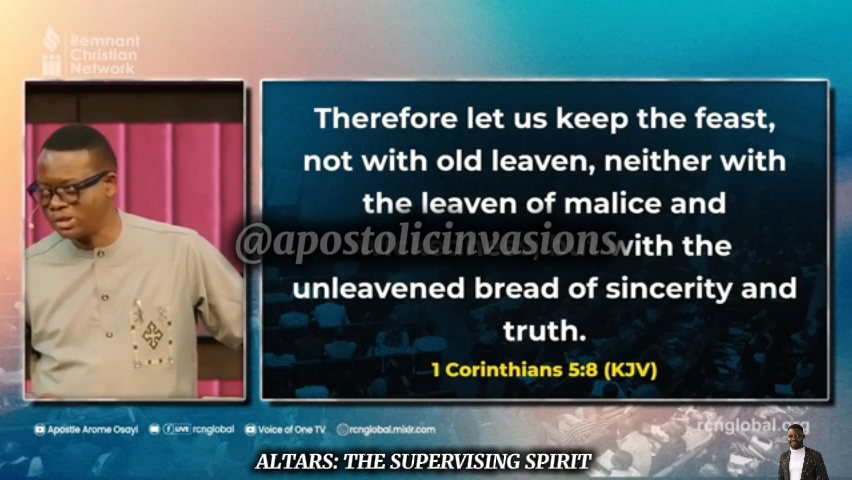 Remnant
Christian
Network
Therefore let us keep the feast,
not with old leaven, neither with
the leaven of malice and
with the
@apostolicinvasions
unleavened bread of sincerity and
truth.
1 Corinthians 5:8 (KJV)
Apostle Arome Osayi
LIVE rcnglobal
Voice of One TV
rcnglobal.mixlr.com
rcnglobal.org
ALTARS: THE SUPERVISING SPIRIT